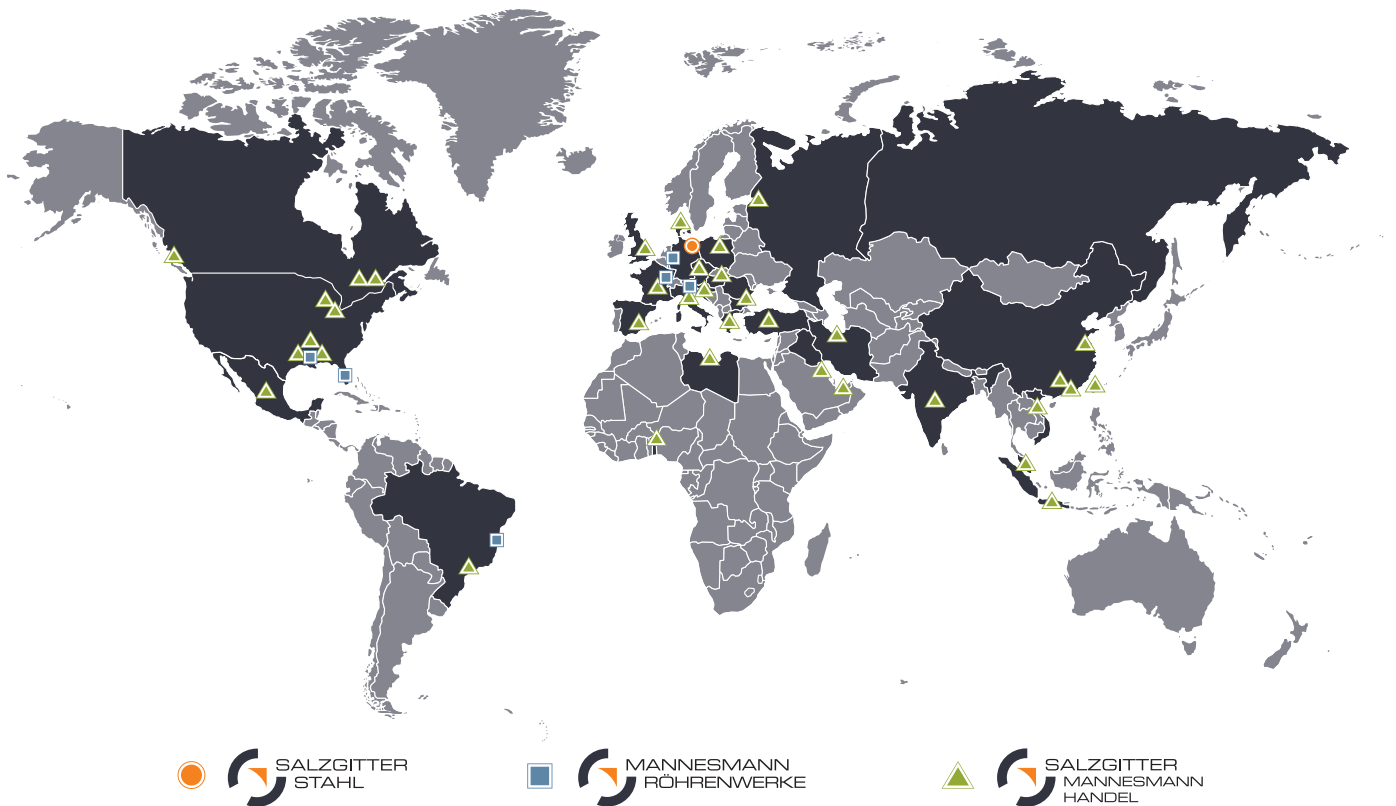 SALZGITTER
STAHL
MANNESMANN
RÖHRENWERKE
SALZGITTER
MANNESMANN
HANDEL